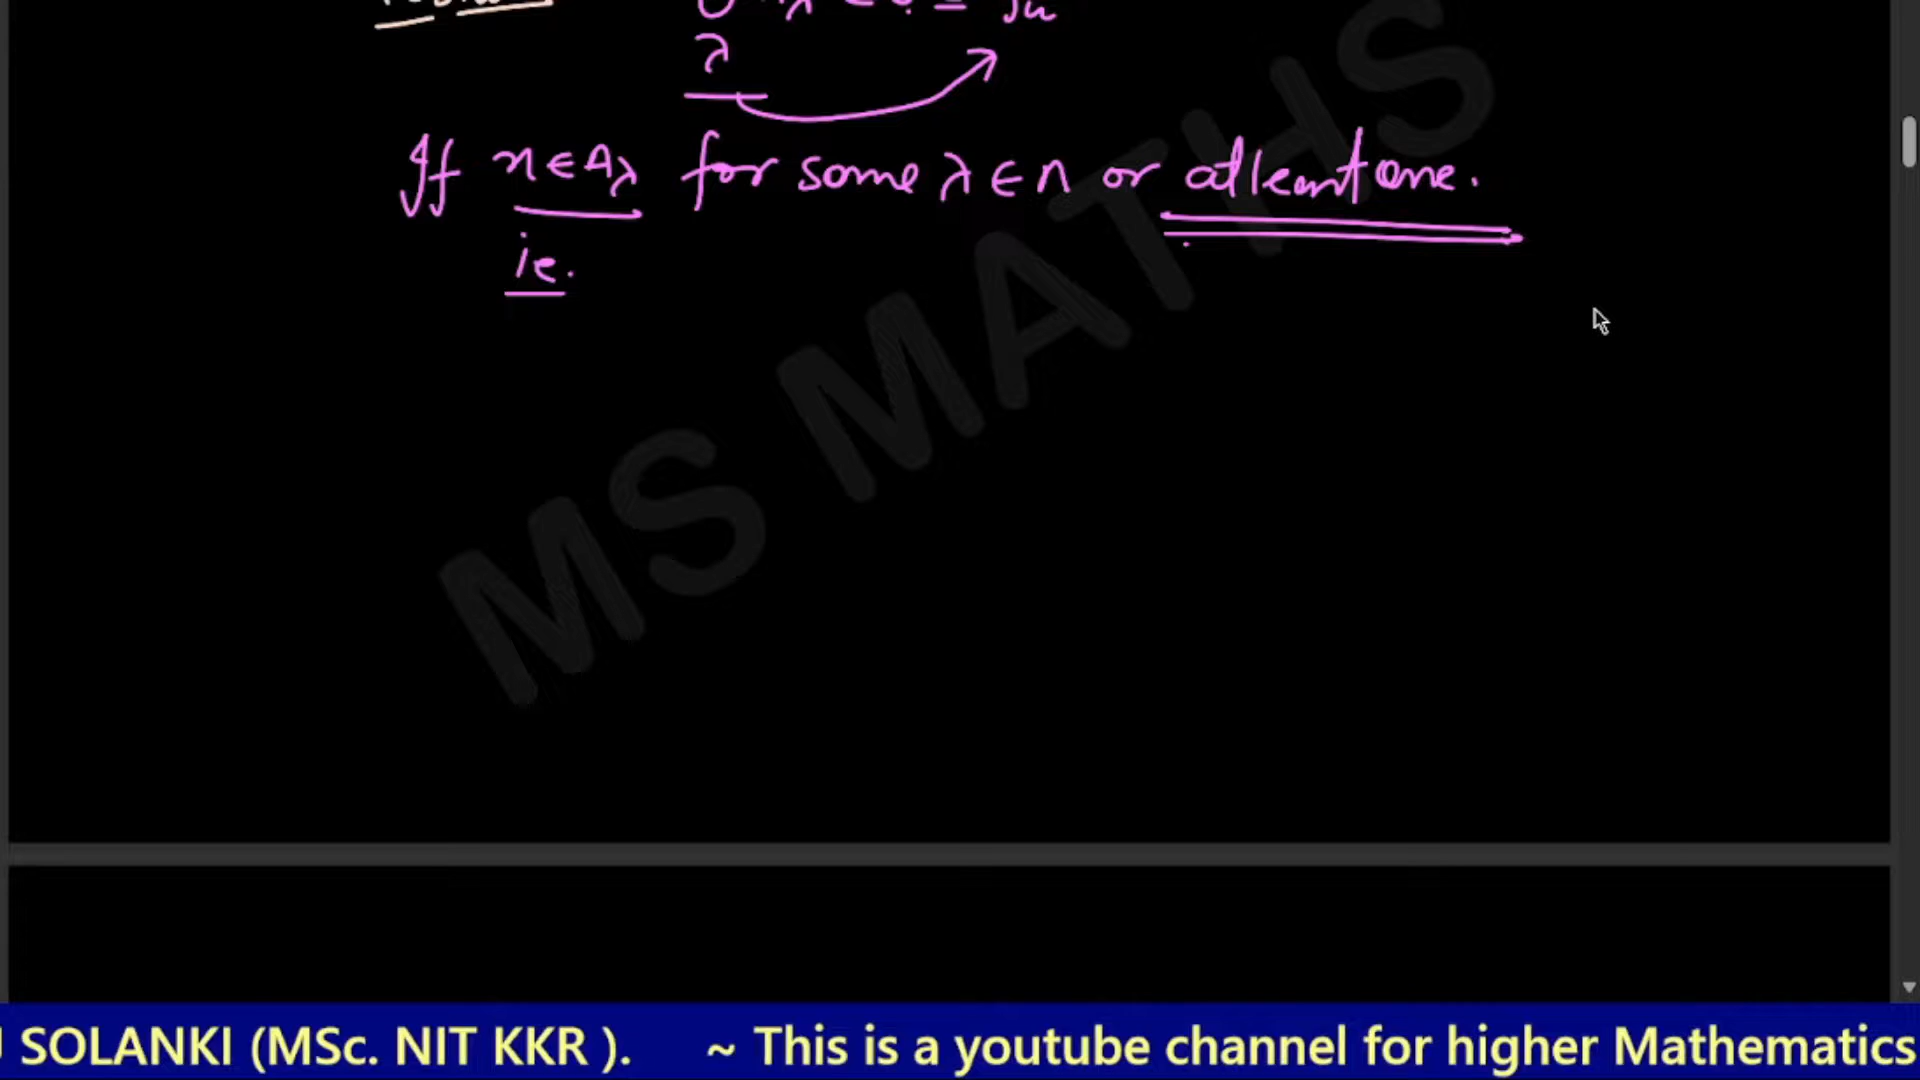 λ
If x∈Aλ for some λ∈Λ or atleast one.
ie.
MS MATHS
SOLANKI (MSc. NIT KKR ). ~ This is a youtube channel for higher Mathematics